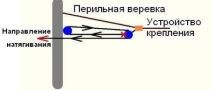 Перильная веревка
Устройство
крепления
Направление
натягивания